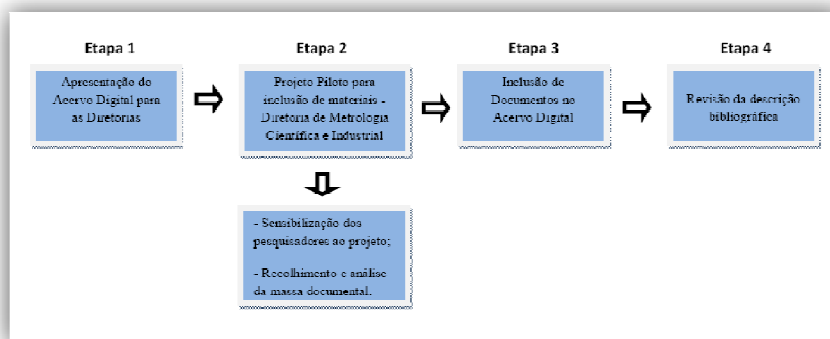 Etapa 1
Apresentação do
Acervo Digital para
as Diretorias
Etapa 2
Projeto Piloto para
inclusão de materiais -
Diretoria de Metrologia
Científica e Industrial
- Sensibilização dos
pesquisadores ao projeto;
- Recolhimento e análise
da massa documental.
Etapa 3
Inclusão de
Documentos no
Acervo Digital
Etapa 4
Revisão da descrição
bibliográfica